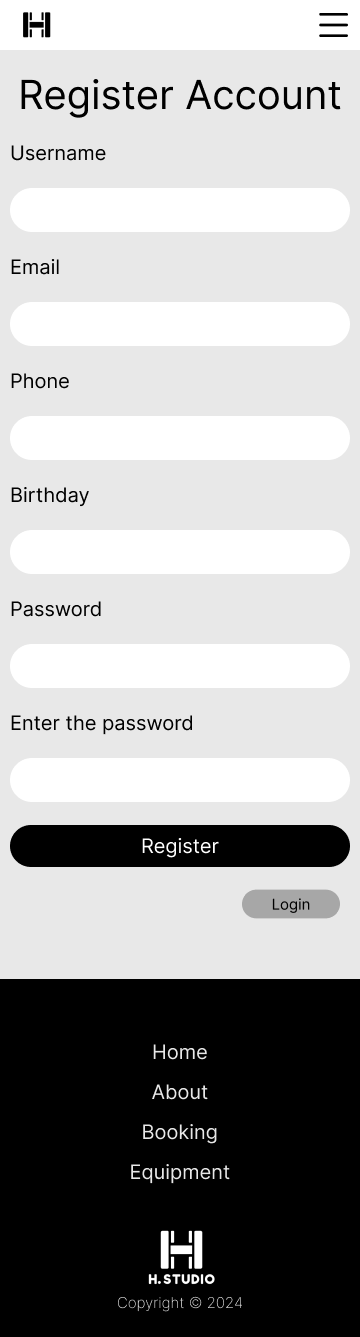 H
Register Account
Username
Email
Phone
Birthday
Password
Enter the password
Register
Login
Home
About
Booking
Equipment
H
H.STUDIO
Copyright © 2024